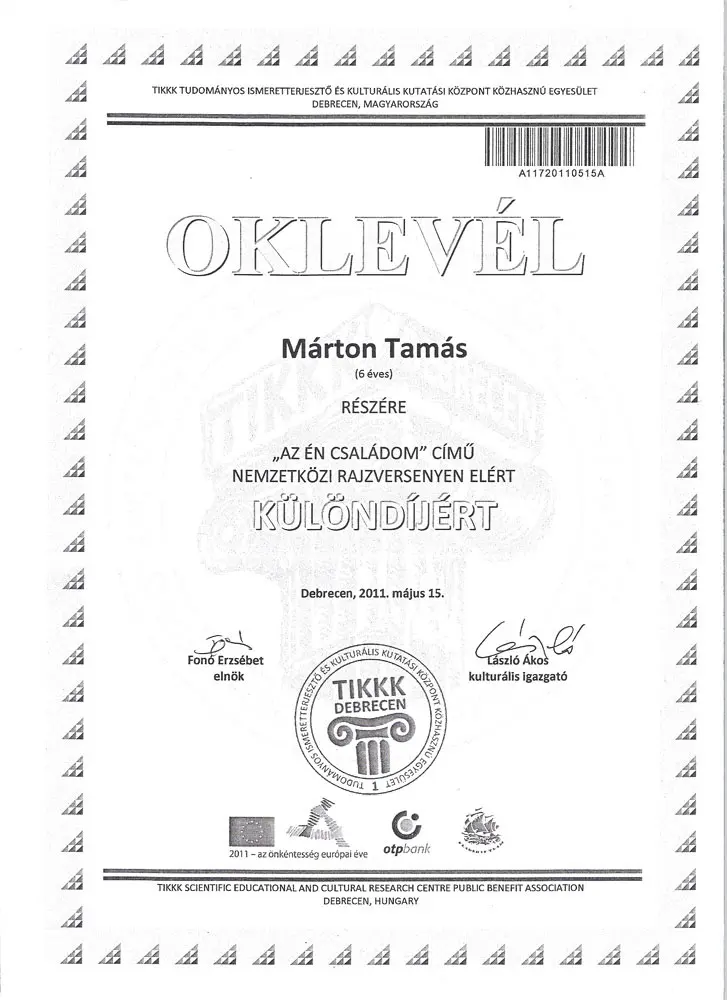 TIKKK TUDOMÁNYOS ISMERETTERJESZTŐ ÉS KULTURÁLIS KUTATÁSI KÖZPONT KÖZHASZNÚ EGYESÜLET
DEBRECEN, MAGYARORSZÁG
A11720110515A
OKLEVÉL
Márton Tamás
(6 éves)
RÉSZÉRE
„AZ ÉN CSALÁDOM” CÍMŰ
NEMZETKÖZI RAJZVERSENYEN ELÉRT
KÜLÖNDÍJÉRT
Debrecen, 2011. május 15.
Fonó Erzsébet
elnök
László Ákos
kulturális igazgató
TUDOMÁNYOS ISMERETTERJESZTŐ ÉS KULTURÁLIS KUTATÁSI KÖZPONT KÖZHASZNÚ EGYESÜLET
TIKKK
DEBRECEN
1
2011 – az önkéntesség európai éve
otpbank
TIKKK SCIENTIFIC EDUCATIONAL AND CULTURAL RESEARCH CENTRE PUBLIC BENEFIT ASSOCIATION
DEBRECEN, HUNGARY